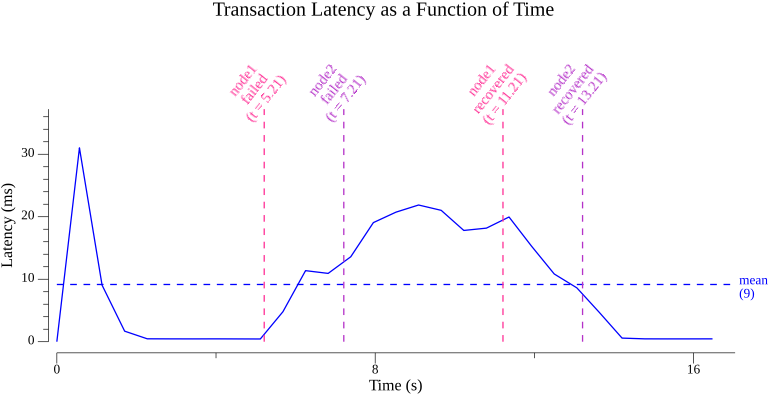 Transaction Latency as a Function of Time
node1
failed
(t = 5.21)
node2
failed
(t = 7.21)
node1
recovered
(t = 11.21)
node2
recovered
(t = 13.21)
Latency (ms)
30
20
10
0
mean
(9)
0
8
16
Time (s)